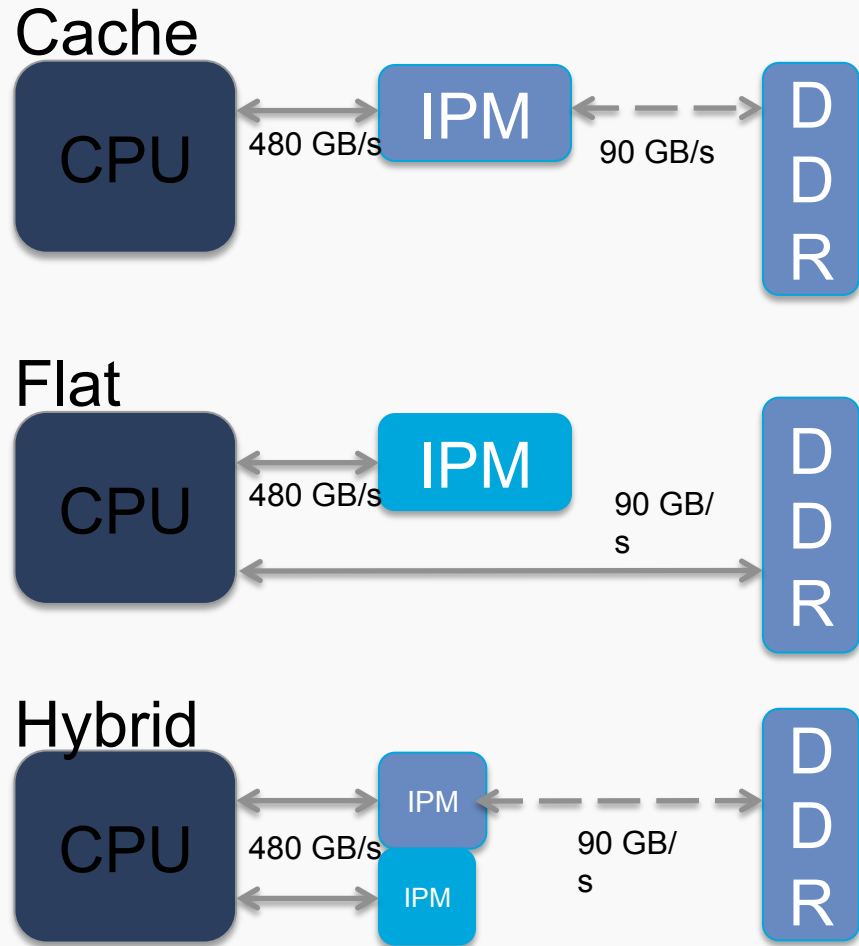 Cache
CPU
480 GB/s
IPM
90 GB/s
D
D
R
Flat
CPU
480 GB/s
IPM
90 GB/
s
D
D
R
Hybrid
CPU
480 GB/s
IPM
IPM
90 GB/
s
D
D
R